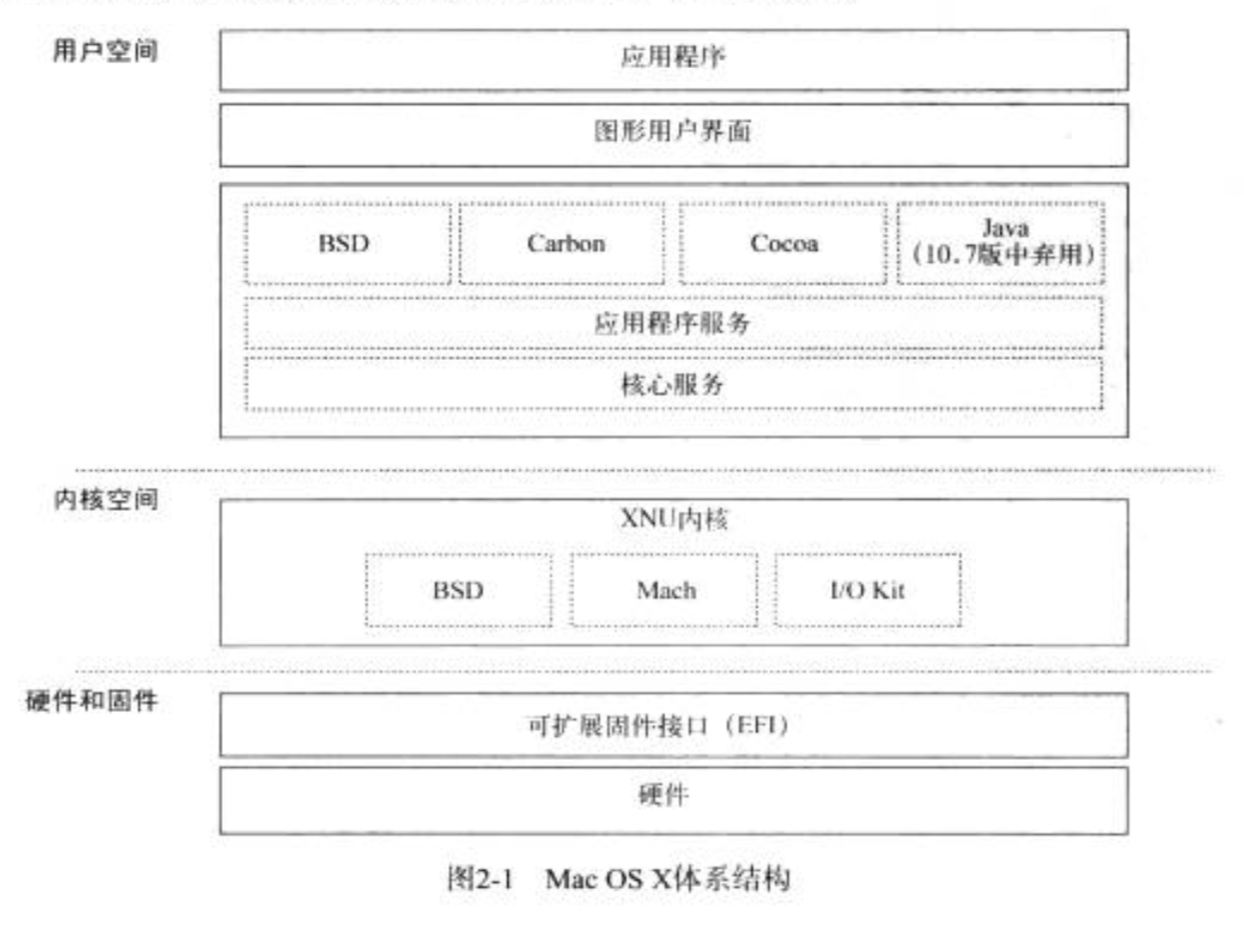 用户空间
应用程序
图形用户界面
BSD
Carbon
Cocoa
Java
(10.7版中弃用)
应用程序服务
核心服务
内核空间
XNU内核
BSD
Mach
I/O Kit
硬件和固件
可扩展固件接口（EFI）
硬件
图2-1 Mac OS X体系结构